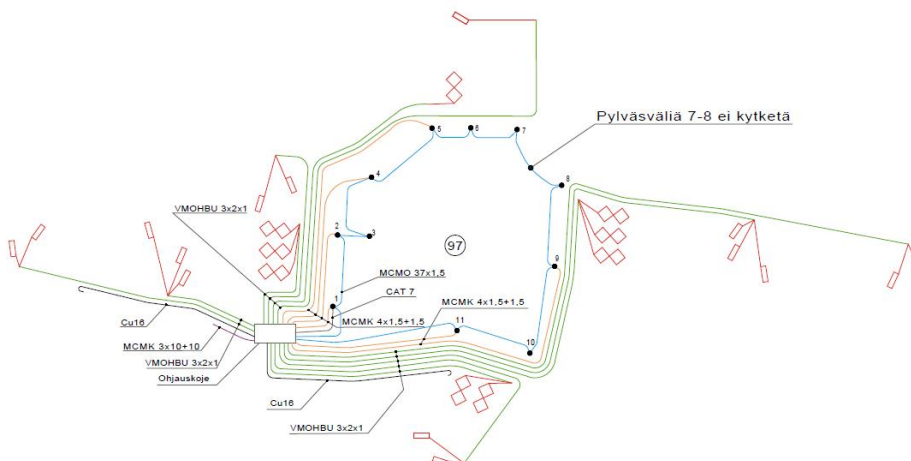 Pylväsväliä 7-8 ei kytketä
5
6
7
4
8
VMOHBU 3x2x1
2
3
97
9
MCMO 37x1,5
CAT 7
1
MCMK 4x1,5+1,5
MCMK 4x1,5+1,5
11
Cu16
MCMK 3x10+10
VMOHBU 3x2x1
Ohjauskoje
10
Cu16
VMOHBU 3x2x1